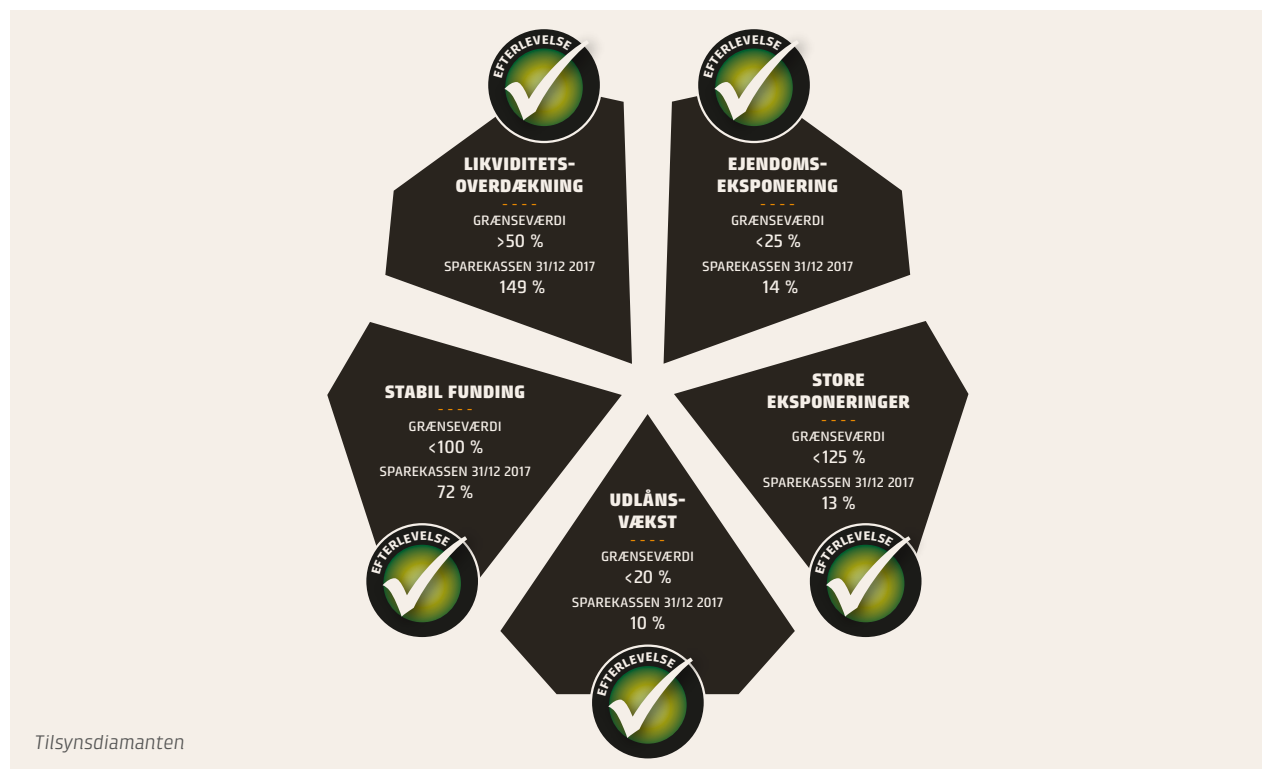 EFTERLEVELSE
LIKVIDITETS-
OVERDÆKNING
GRÆNSEVÆRDI
>50 %
SPAREKASSEN 31/12 2017
149 %
EFTERLEVELSE
EJENDOMS-
EKSPONERING
GRÆNSEVÆRDI
<25 %
SPAREKASSEN 31/12 2017
14 %
STABIL FUNDING
GRÆNSEVÆRDI
<100 %
SPAREKASSEN 31/12 2017
72 %
EFTERLEVELSE
STORE
EKSPONERINGER
GRÆNSEVÆRDI
<125 %
SPAREKASSEN 31/12 2017
13 %
EFTERLEVELSE
UDLÅNS-
VÆKST
GRÆNSEVÆRDI
<20 %
SPAREKASSEN 31/12 2017
10 %
EFTERLEVELSE
Tilsynsdiamanten